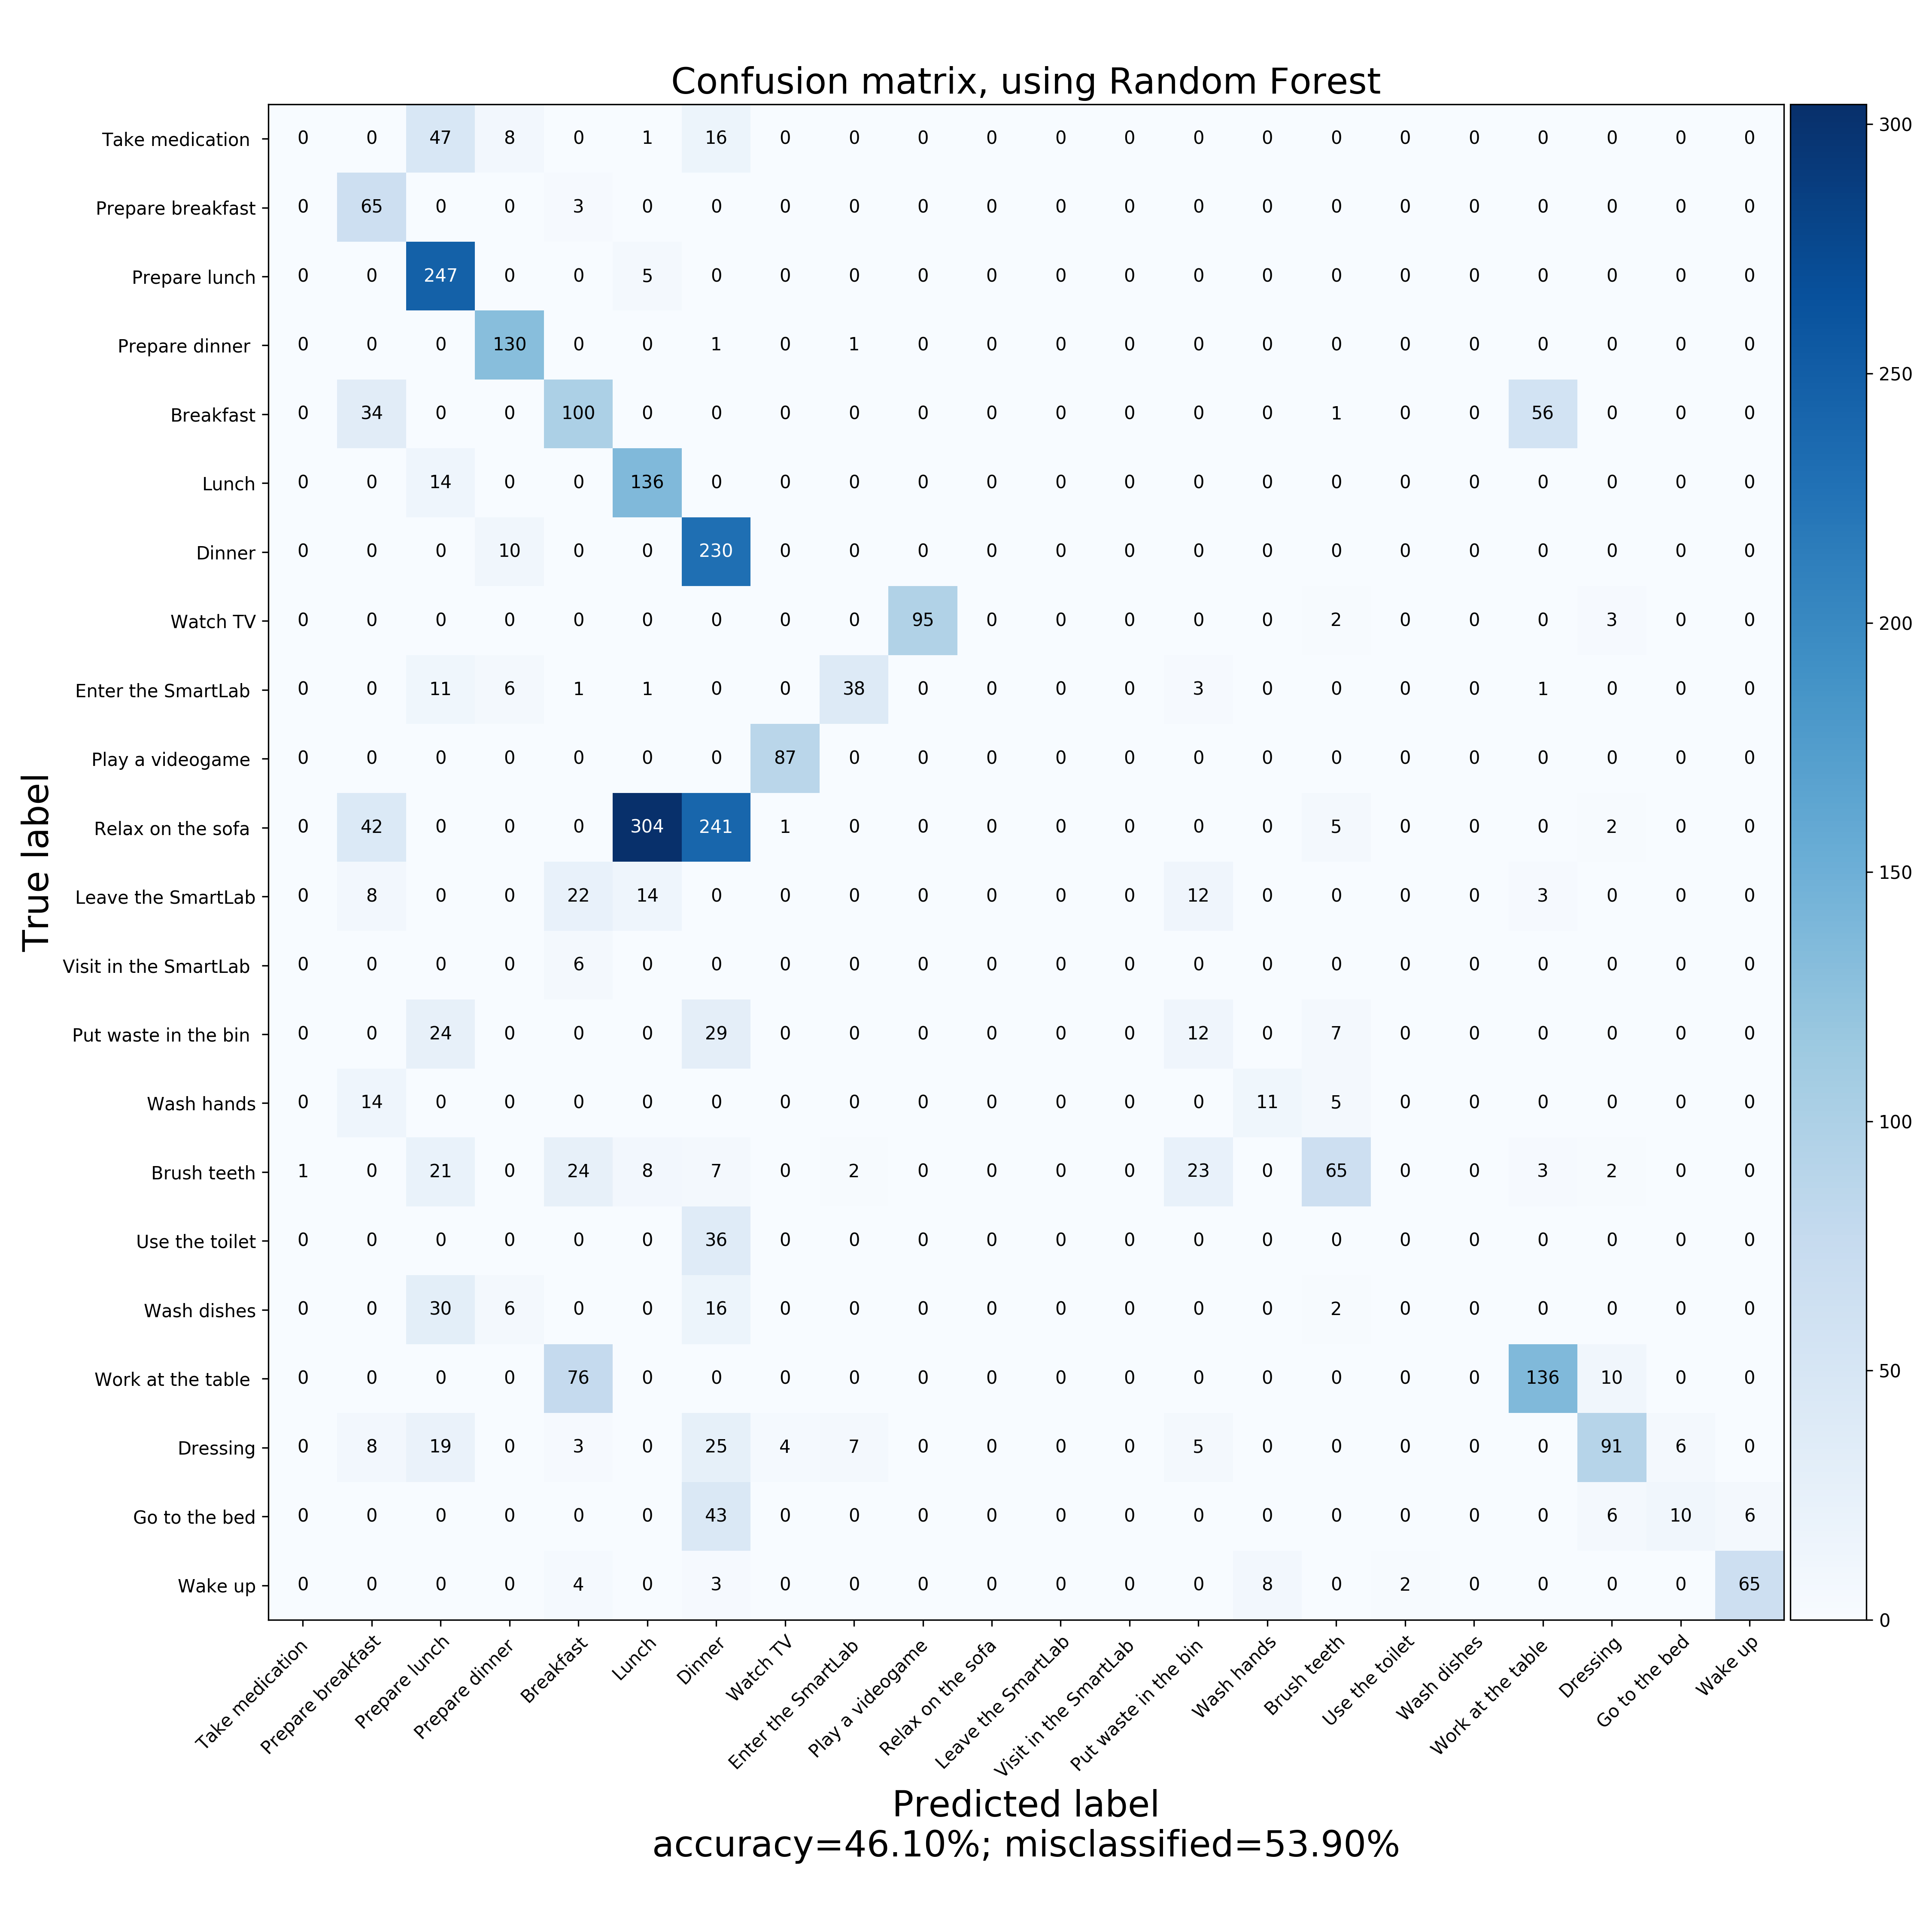 Confusion matrix, using Random Forest
Take medication 0 0 47 8 0 1 16 0 0 0 0 0 0 0 0 0 0 0 0 0 0 0
300
Prepare breakfast 0 65 0 0 3 0 0 0 0 0 0 0 0 0 0 0 0 0 0 0 0 0
Prepare lunch 0 0 247 0 0 5 0 0 0 0 0 0 0 0 0 0 0 0 0 0 0 0
Prepare dinner 0 0 0 130 0 0 1 0 1 0 0 0 0 0 0 0 0 0 0 0 0 0
250
Breakfast 0 34 0 0 100 0 0 0 0 0 0 0 0 0 0 1 0 0 56 0 0 0
Lunch 0 0 14 0 0 136 0 0 0 0 0 0 0 0 0 0 0 0 0 0 0 0
Dinner 0 0 0 10 0 0 230 0 0 0 0 0 0 0 0 0 0 0 0 0 0 0
Watch TV 0 0 0 0 0 0 0 0 0 95 0 0 0 0 0 2 0 0 0 3 0 0
200
Enter the SmartLab 0 0 11 6 1 1 0 0 38 0 0 0 0 3 0 0 0 0 1 0 0 0
Play a videogame 0 0 0 0 0 0 0 87 0 0 0 0 0 0 0 0 0 0 0 0 0 0
Relax on the sofa 0 42 0 0 0 304 241 1 0 0 0 0 0 0 0 5 0 0 0 2 0 0
150
Leave the SmartLab 0 8 0 0 22 14 0 0 0 0 0 0 0 12 0 0 0 0 3 0 0 0
Visit in the SmartLab 0 0 0 0 6 0 0 0 0 0 0 0 0 0 0 0 0 0 0 0 0 0
Put waste in the bin 0 0 24 0 0 0 29 0 0 0 0 0 0 12 0 7 0 0 0 0 0 0
Wash hands 0 14 0 0 0 0 0 0 0 0 0 0 0 0 11 5 0 0 0 0 0 0
100
Brush teeth 1 0 21 0 24 8 7 0 2 0 0 0 0 23 0 65 0 0 3 2 0 0
Use the toilet 0 0 0 0 0 0 36 0 0 0 0 0 0 0 0 0 0 0 0 0 0 0
Wash dishes 0 0 30 6 0 0 16 0 0 0 0 0 0 0 0 2 0 0 0 0 0 0
50
Work at the table 0 0 0 0 76 0 0 0 0 0 0 0 0 0 0 0 0 0 136 10 0 0
Dressing 0 8 19 0 3 0 25 4 7 0 0 0 0 5 0 0 0 0 0 91 6 0
Go to the bed 0 0 0 0 0 0 43 0 0 0 0 0 0 0 0 0 0 0 0 6 10 6
Wake up 0 0 0 0 4 0 3 0 0 0 0 0 0 0 8 0 2 0 0 0 0 65
0
True label
Take medication
Prepare breakfast
Prepare lunch
Prepare dinner
Breakfast
Lunch
Dinner
Watch TV
Enter the SmartLab
Play a videogame
Relax on the sofa
Leave the SmartLab
Visit in the SmartLab
Put waste in the bin
Wash hands
Brush teeth
Use the toilet
Wash dishes
Work at the table
Dressing
Go to the bed
Wake up
Predicted label
accuracy=46.10%; misclassified=53.90%